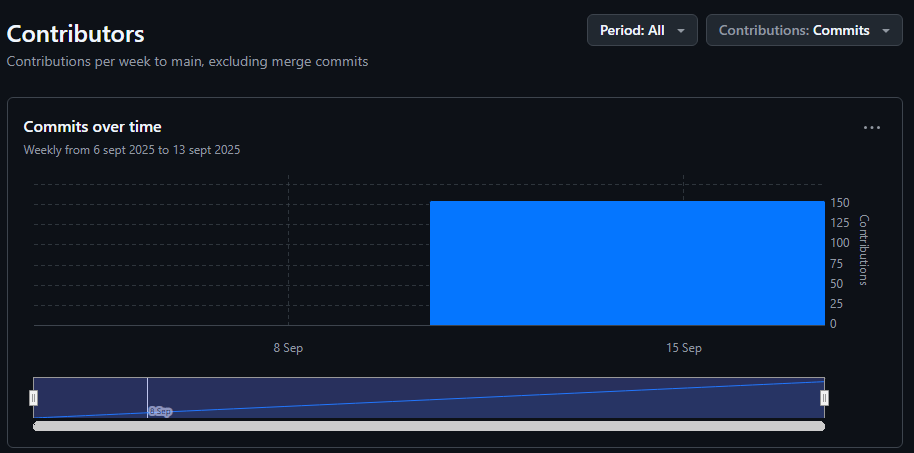 Contributors
Period: All
Contributions: Commits
Contributions per week to main, excluding merge commits
Commits over time
Weekly from 6 sept 2025 to 13 sept 2025
150
125
100
75
50
25
0
Contributions
8 Sep
15 Sep
8 Sep